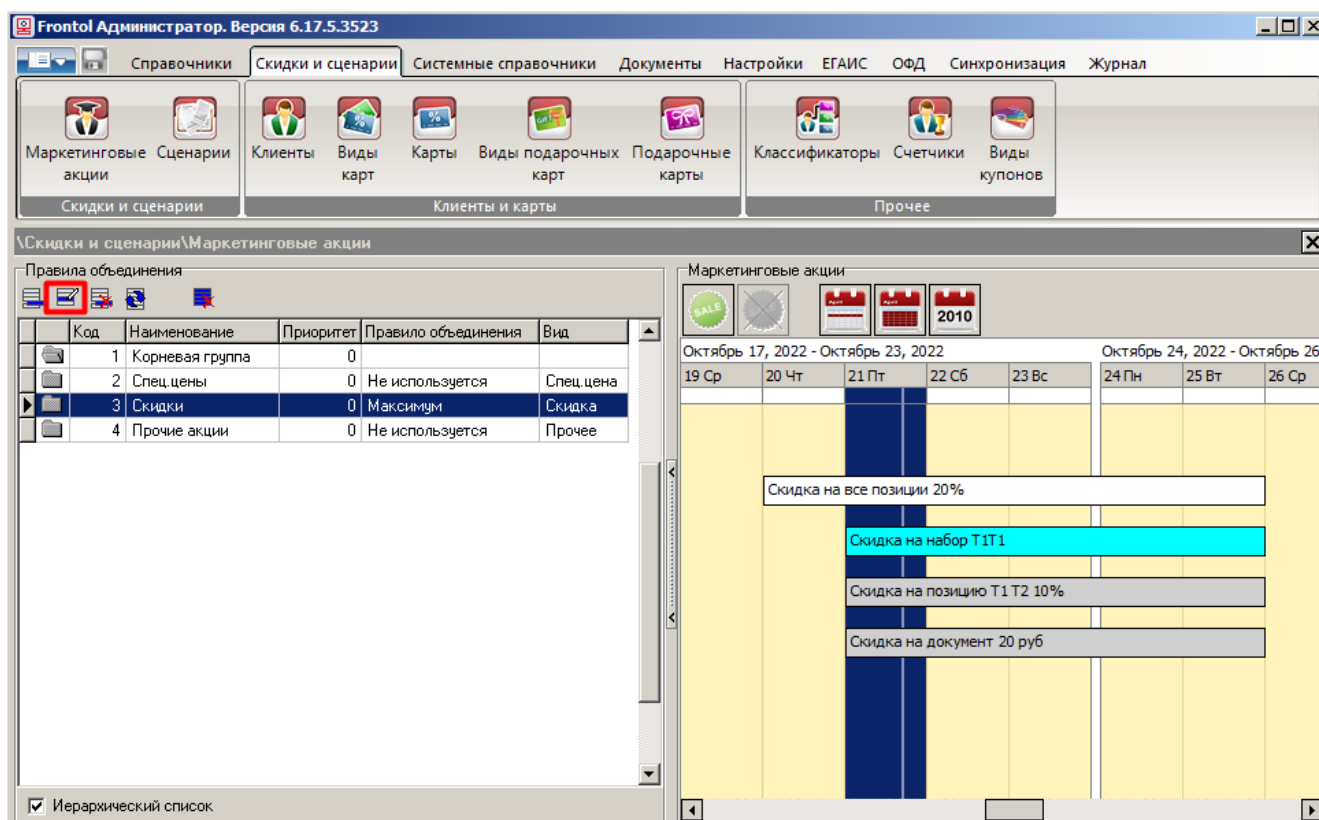 Frontol Администратор. Версия 6.17.5.3523
Справочники Скидки и сценарии Системные справочники Документы Настройки ЕГАИС ОФД Синхронизация Журнал
Маркетинговые акции
Сценарии
Клиенты
Виды карт
Карты
Виды подарочных карт
Подарочные карты
Классификаторы
Счетчики
Виды купонов
Скидки и сценарии
Клиенты и карты
Прочее
\Скидки и сценарии\Маркетинговые акции
Правила объединения
Код Наименование Приоритет Правило объединения Вид
1 Корневая группа 0
2 Спец.цены 0 Не используется Спец.цена
3 Скидки 0 Максимум Скидка
4 Прочие акции 0 Не используется Прочее
Иерархический список
Маркетинговые акции
SALE
April
April
April
2010
Октябрь 17, 2022 - Октябрь 23, 2022 Октябрь 24, 2022 - Октябрь 26
19 Ср 20 Чт 21 Пт 22 Сб 23 Вс 24 Пн 25 Вт 26 Ср
Скидка на все позиции 20%
Скидка на набор Т1Т1
Скидка на позицию Т1 Т2 10%
Скидка на документ 20 руб